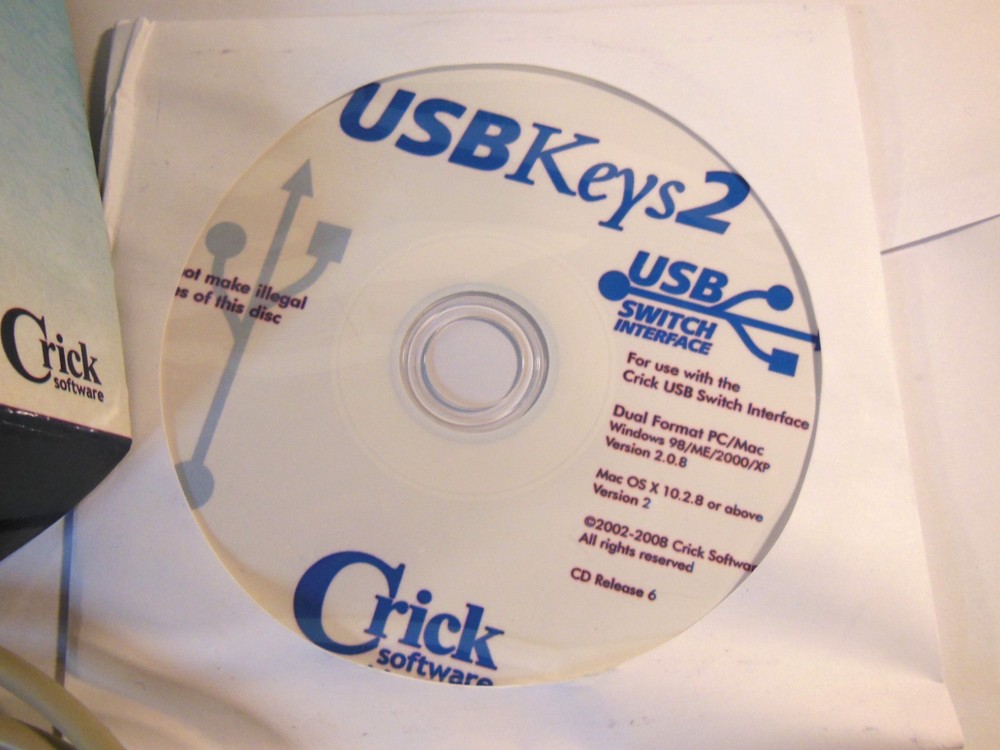 USBKeys2
USB
SWITCH
INTERFACE
ot make illegal
s of this disc
For use with the
Crick USB Switch Interface
Dual Format PC/Mac
Windows 98/ME/2000/XP
Version 2.0.8
Mac OS X 10.2.8 or above
Version 2
©2002-2008 Crick Softwar
All rights reserved
CD Release 6
Crick
software
Crick
software